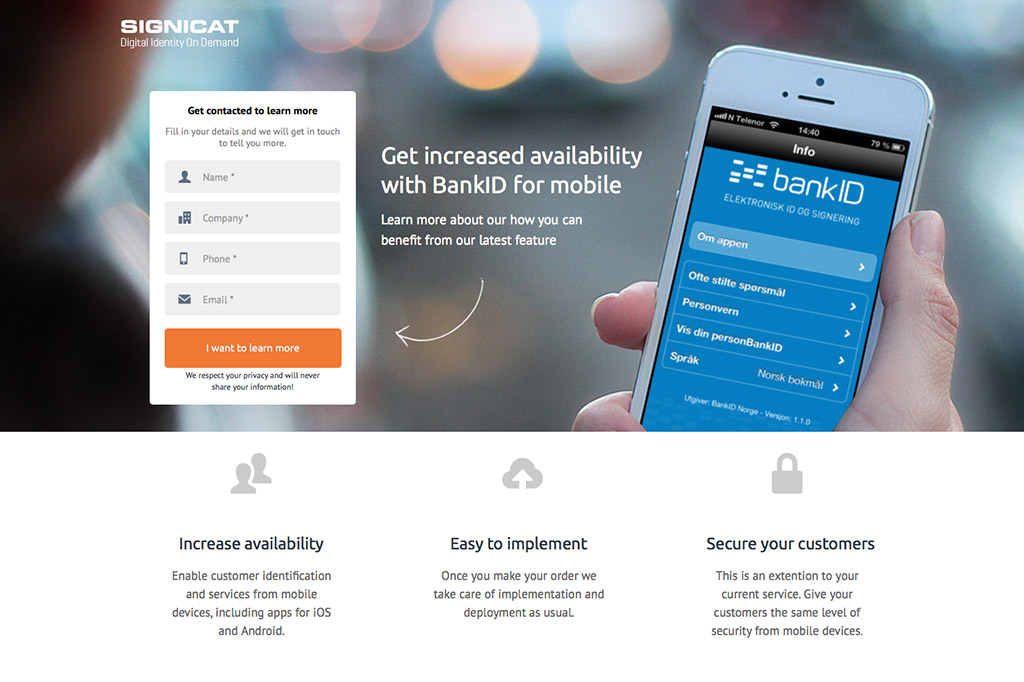 SIGNICAT
Digital Identity On Demand
Get contacted to learn more
Fill in your details and we will get in touch
to tell you more.
Name *
Company *
Phone *
Email *
I want to learn more
We respect your privacy and will never
share your information!
Get increased availability
with BankID for mobile
Learn more about our how you can
benefit from our latest feature
N Telenor 14:40 79 %
Info
bankID
ELEKTRONISK ID OG SIGNERING
Om appen
Ofte stilte spørsmål
Personvern
Vis din personBankID
Språk Norsk bokmål
Utgiver: BankID Norge - Versjon: 1.1.0
Increase availability
Enable customer identification
and services from mobile
devices, including apps for iOS
and Android.
Easy to implement
Once you make your order we
take care of implementation and
deployment as usual.
Secure your customers
This is an extention to your
current service. Give your
customers the same level of
security from mobile devices.